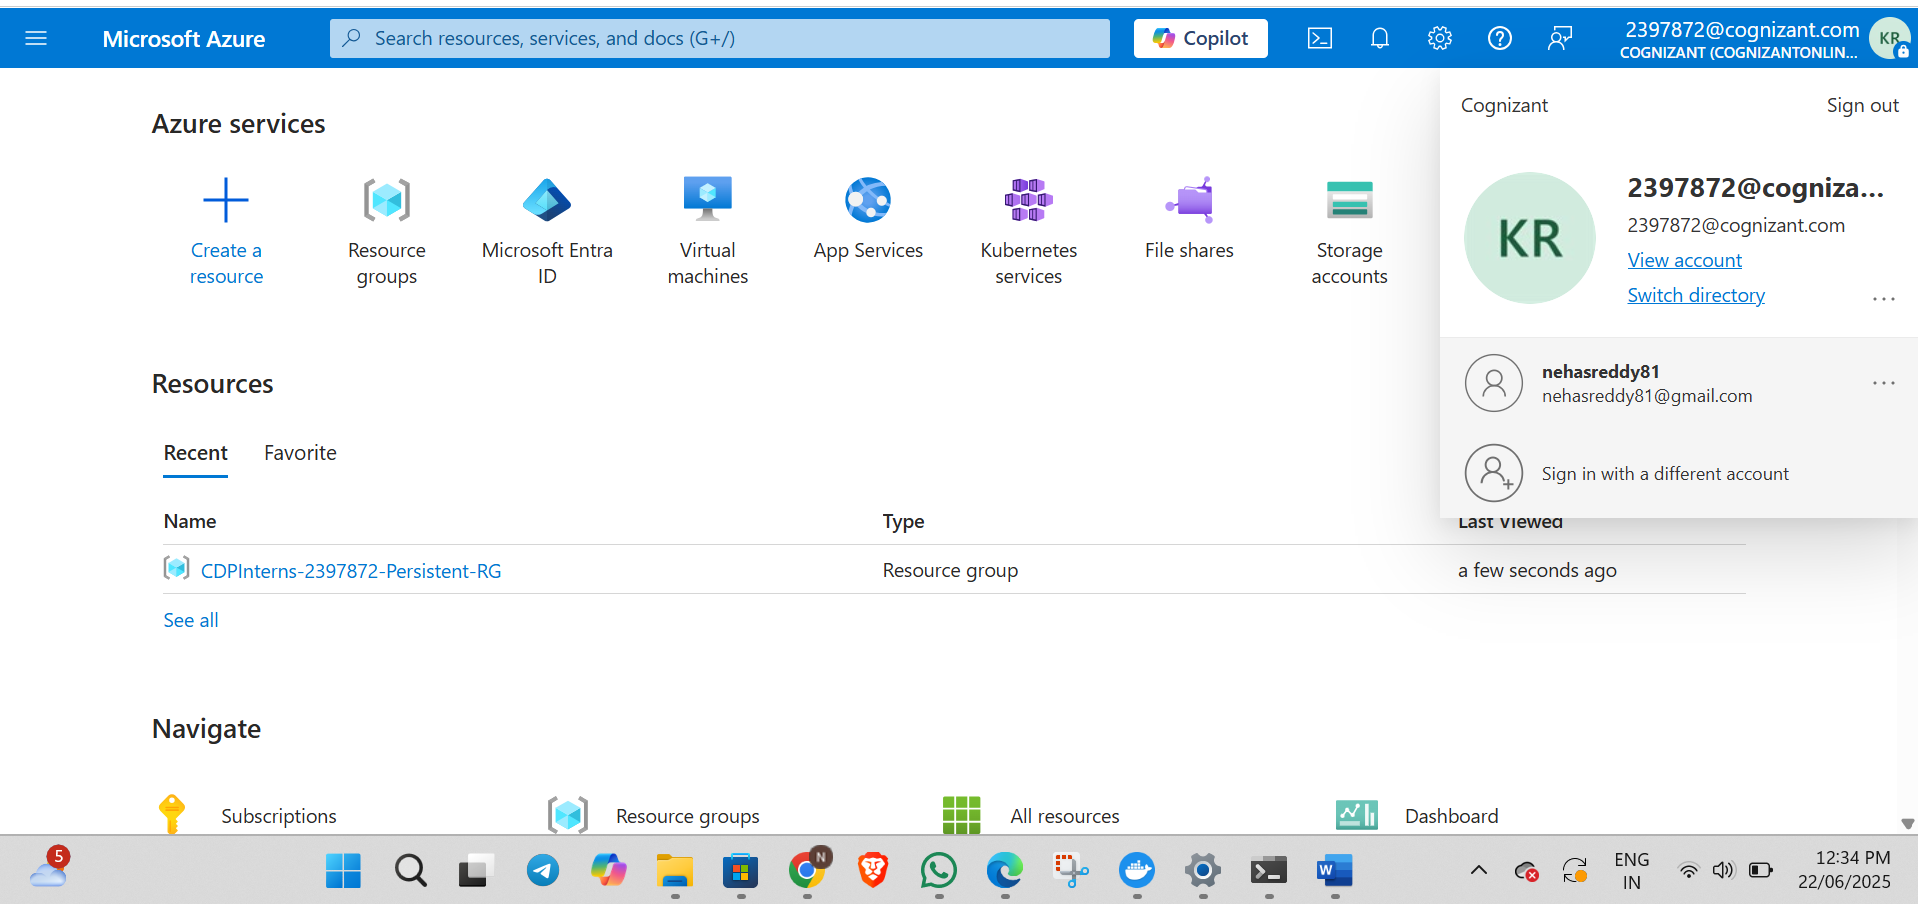 Microsoft Azure
Search resources, services, and docs (G+/)
Copilot
2397872@cognizant.com
COGNIZANT (COGNIZANTONLIN...
KR
Cognizant
Sign out
KR
2397872@cogniza...
2397872@cognizant.com
View account
Switch directory
nehasreddy81
nehasreddy81@gmail.com
Sign in with a different account
Azure services
Create a
resource
Resource
groups
Microsoft Entra
ID
Virtual
machines
App Services
Kubernetes
services
File shares
Storage
accounts
Resources
Recent
Favorite
Name
Type
Last Viewed
CDPInterns-2397872-Persistent-RG
Resource group
a few seconds ago
See all
Navigate
Subscriptions
Resource groups
All resources
Dashboard
5
N
W
ENG
IN
12:34 PM
22/06/2025